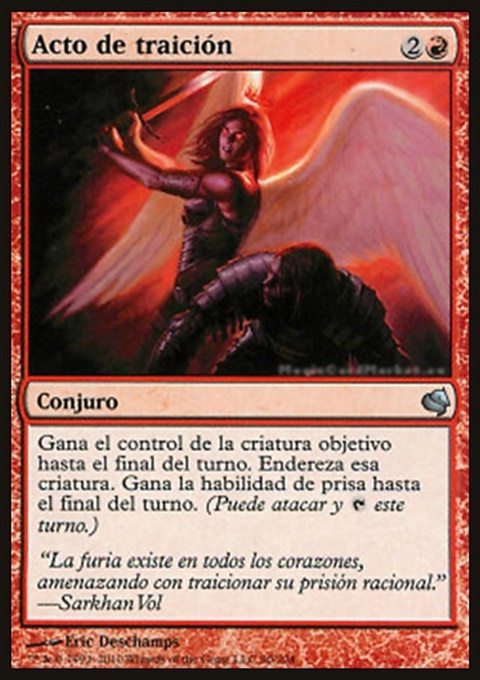 Acto de traición 2
MagicCardMarket.eu
Conjuro
Gana el control de la criatura objetivo
hasta el final del turno. Endereza esa
criatura. Gana la habilidad de prisa hasta
el final del turno. (Puede atacar y este
turno.)
“La furia existe en todos los corazones,
amenazando con traicionar su prisión racional.”
—Sarkhan Vol
Eric Deschamps